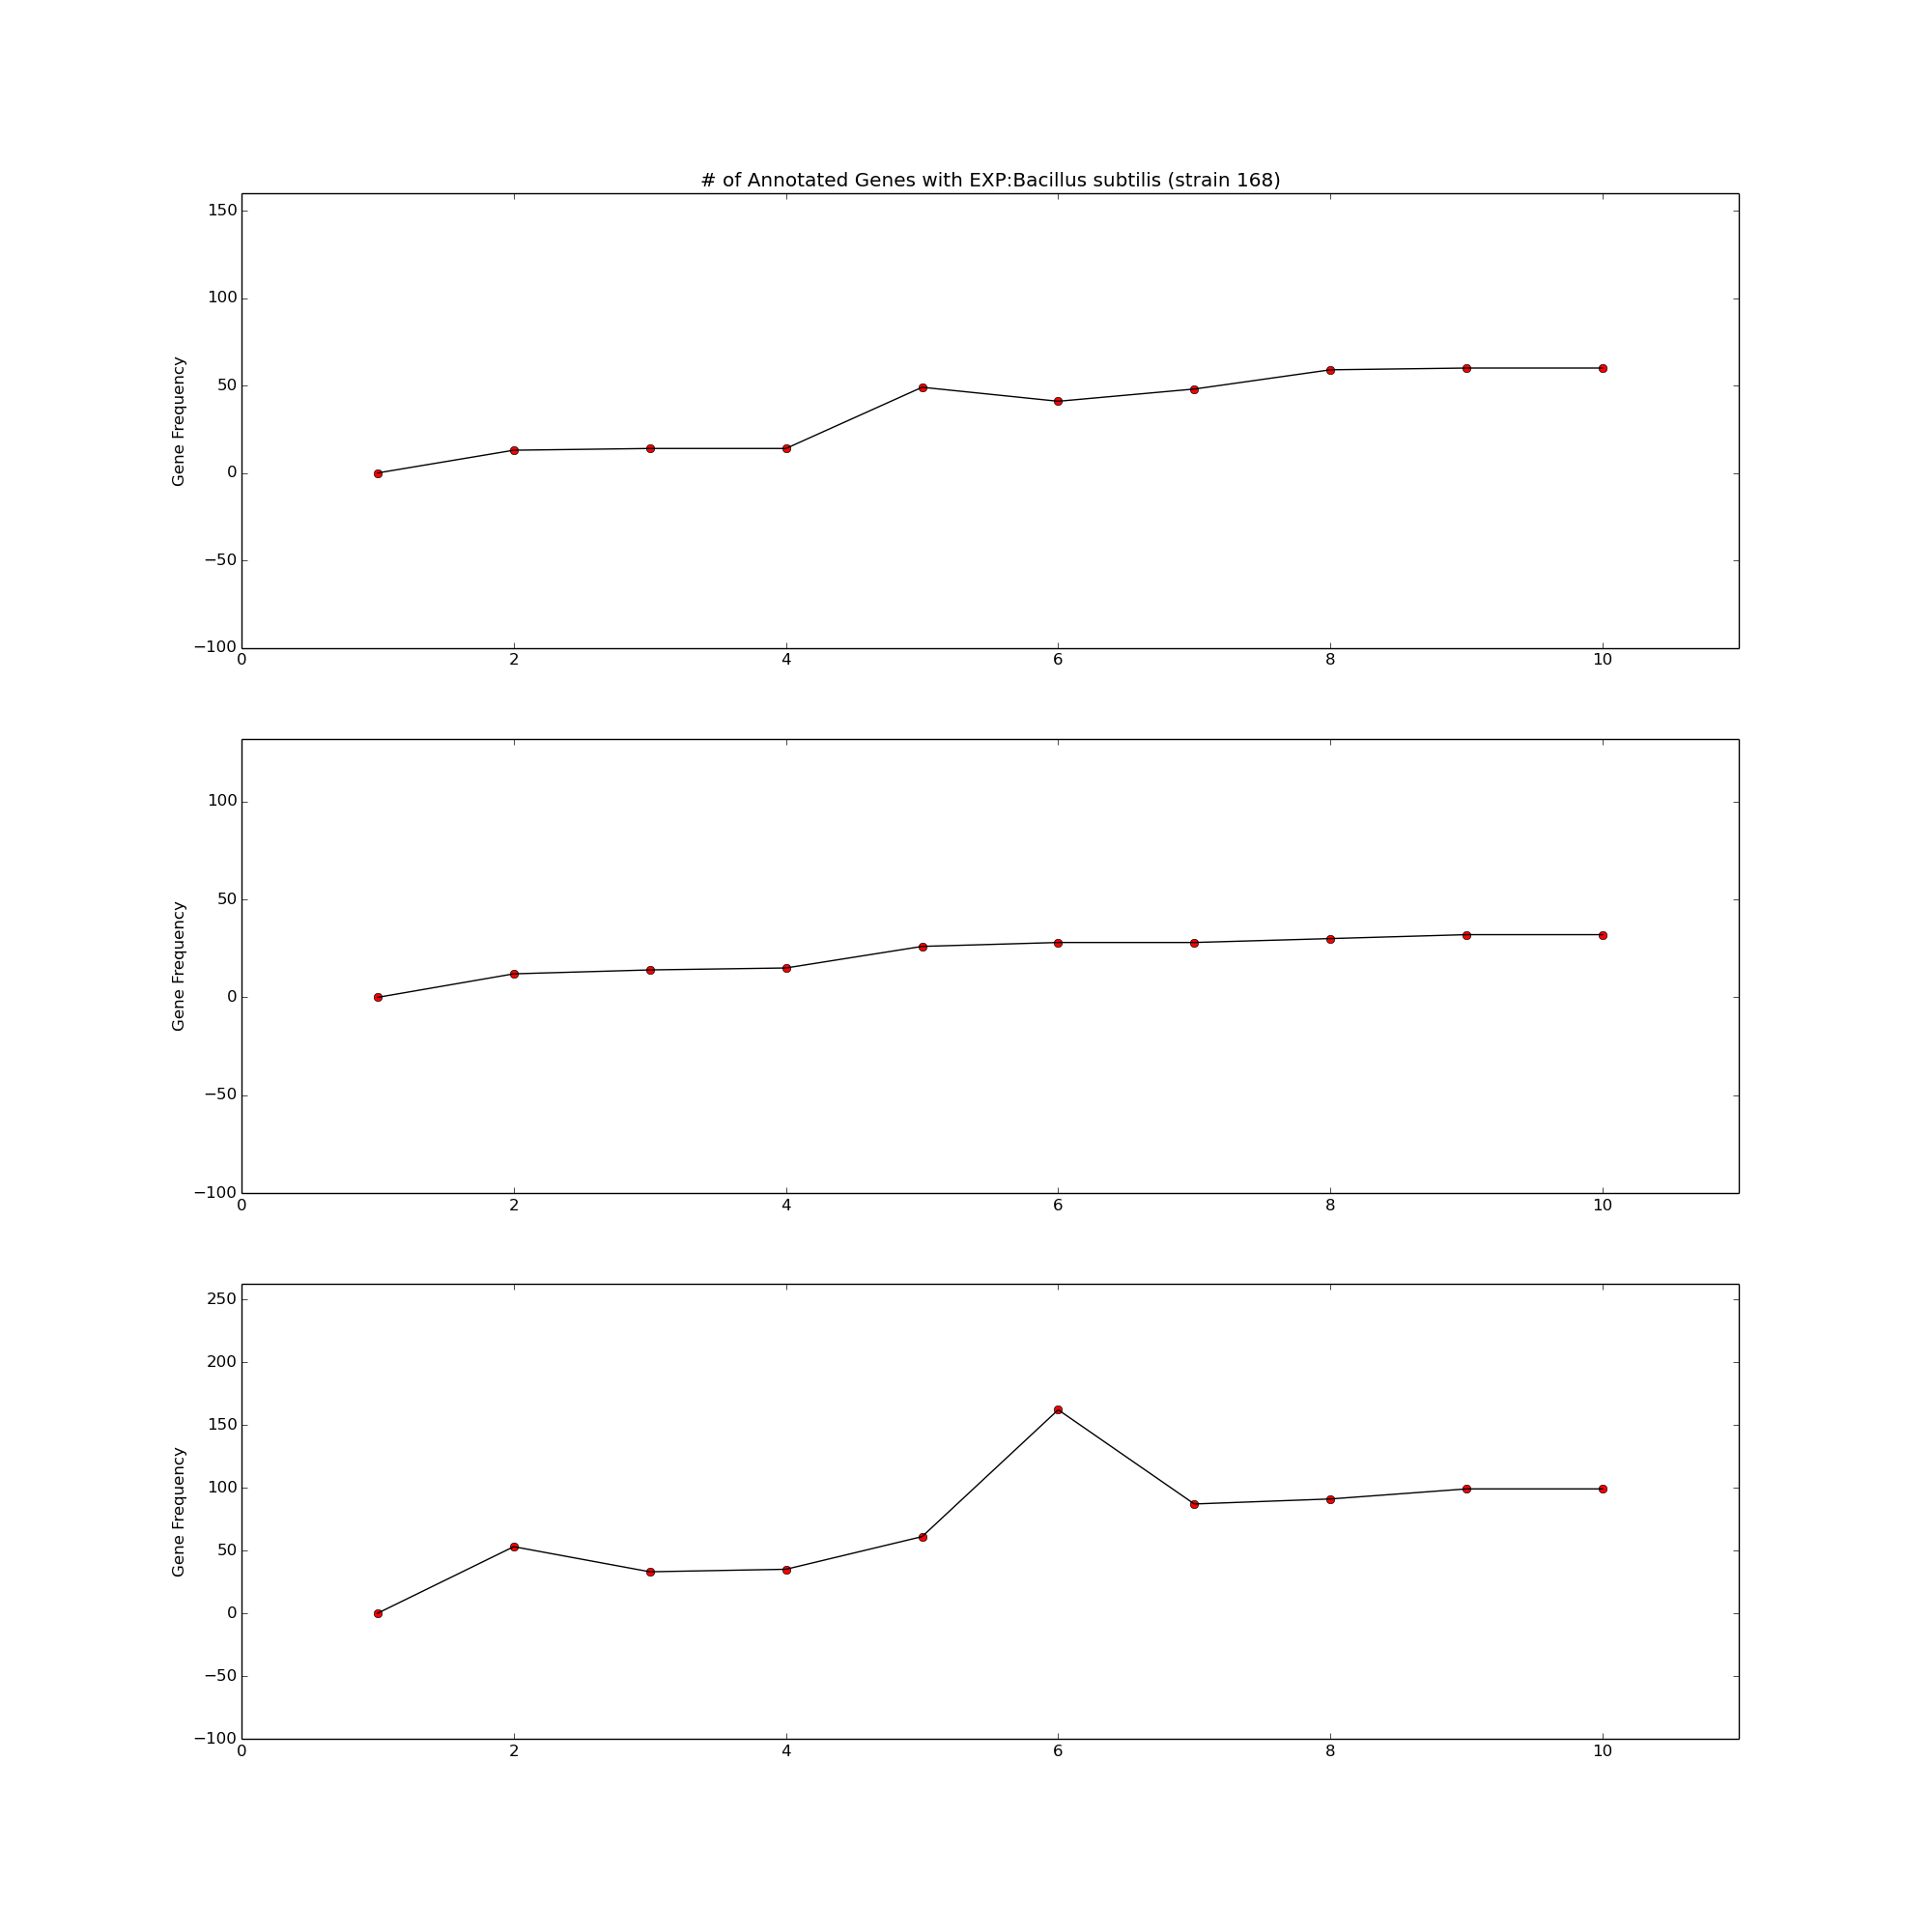 # of Annotated Genes with EXP:Bacillus subtilis (strain 168)
150
100
50
0
−50
−100
Gene Frequency
0 2 4 6 8 10
100
50
0
−50
−100
Gene Frequency
0 2 4 6 8 10
250
200
150
100
50
0
−50
−100
Gene Frequency
0 2 4 6 8 10